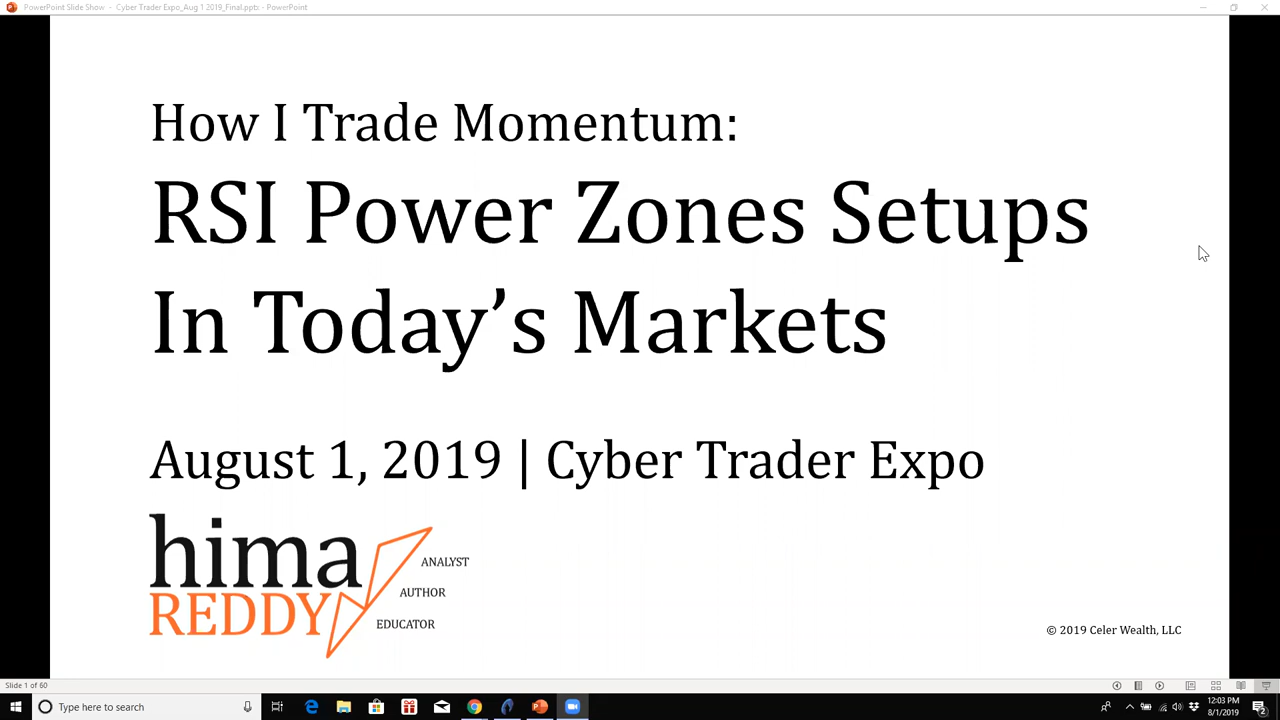 PowerPoint Slide Show - Cyber Trader Expo_Aug 1 2019_Final.pptx - PowerPoint
How I Trade Momentum:
RSI Power Zones Setups
In Today’s Markets
August 1, 2019 | Cyber Trader Expo
hima
REDDY
ANALYST
AUTHOR
EDUCATOR
© 2019 Celer Wealth, LLC
Slide 1 of 60
Type here to search
12:03 PM
8/1/2019
2